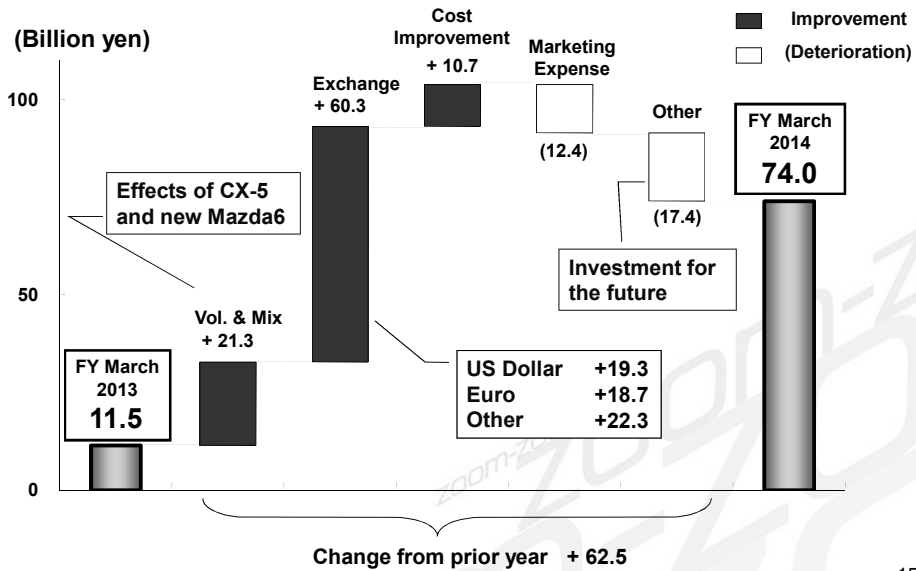 (Billion yen)
Improvement
(Deterioration)
100
50
0
FY March
2013
11.5
Effects of CX-5
and new Mazda6
Vol. & Mix
+ 21.3
Exchange
+ 60.3
US Dollar +19.3
Euro +18.7
Other +22.3
Cost
Improvement
+ 10.7
Marketing
Expense
(12.4)
Other
(17.4)
Investment for
the future
FY March
2014
74.0
Change from prior year + 62.5
zoom-zo
zoom-z